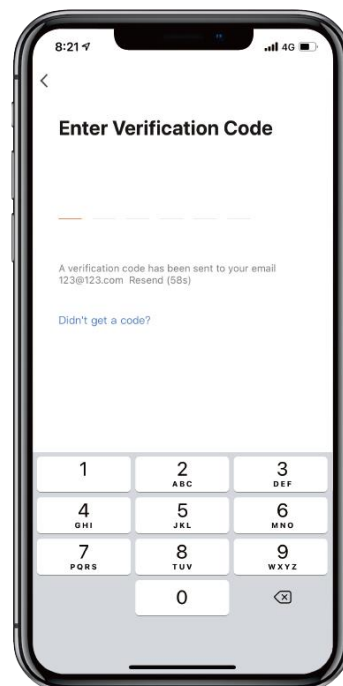 8:21
4G
Enter Verification Code
A verification code has been sent to your email
123@123.com Resend (58s)
Didn't get a code?
1
2
ABC
3
DEF
4
GHI
5
JKL
6
MNO
7
PQRS
8
TUV
9
WXYZ
0